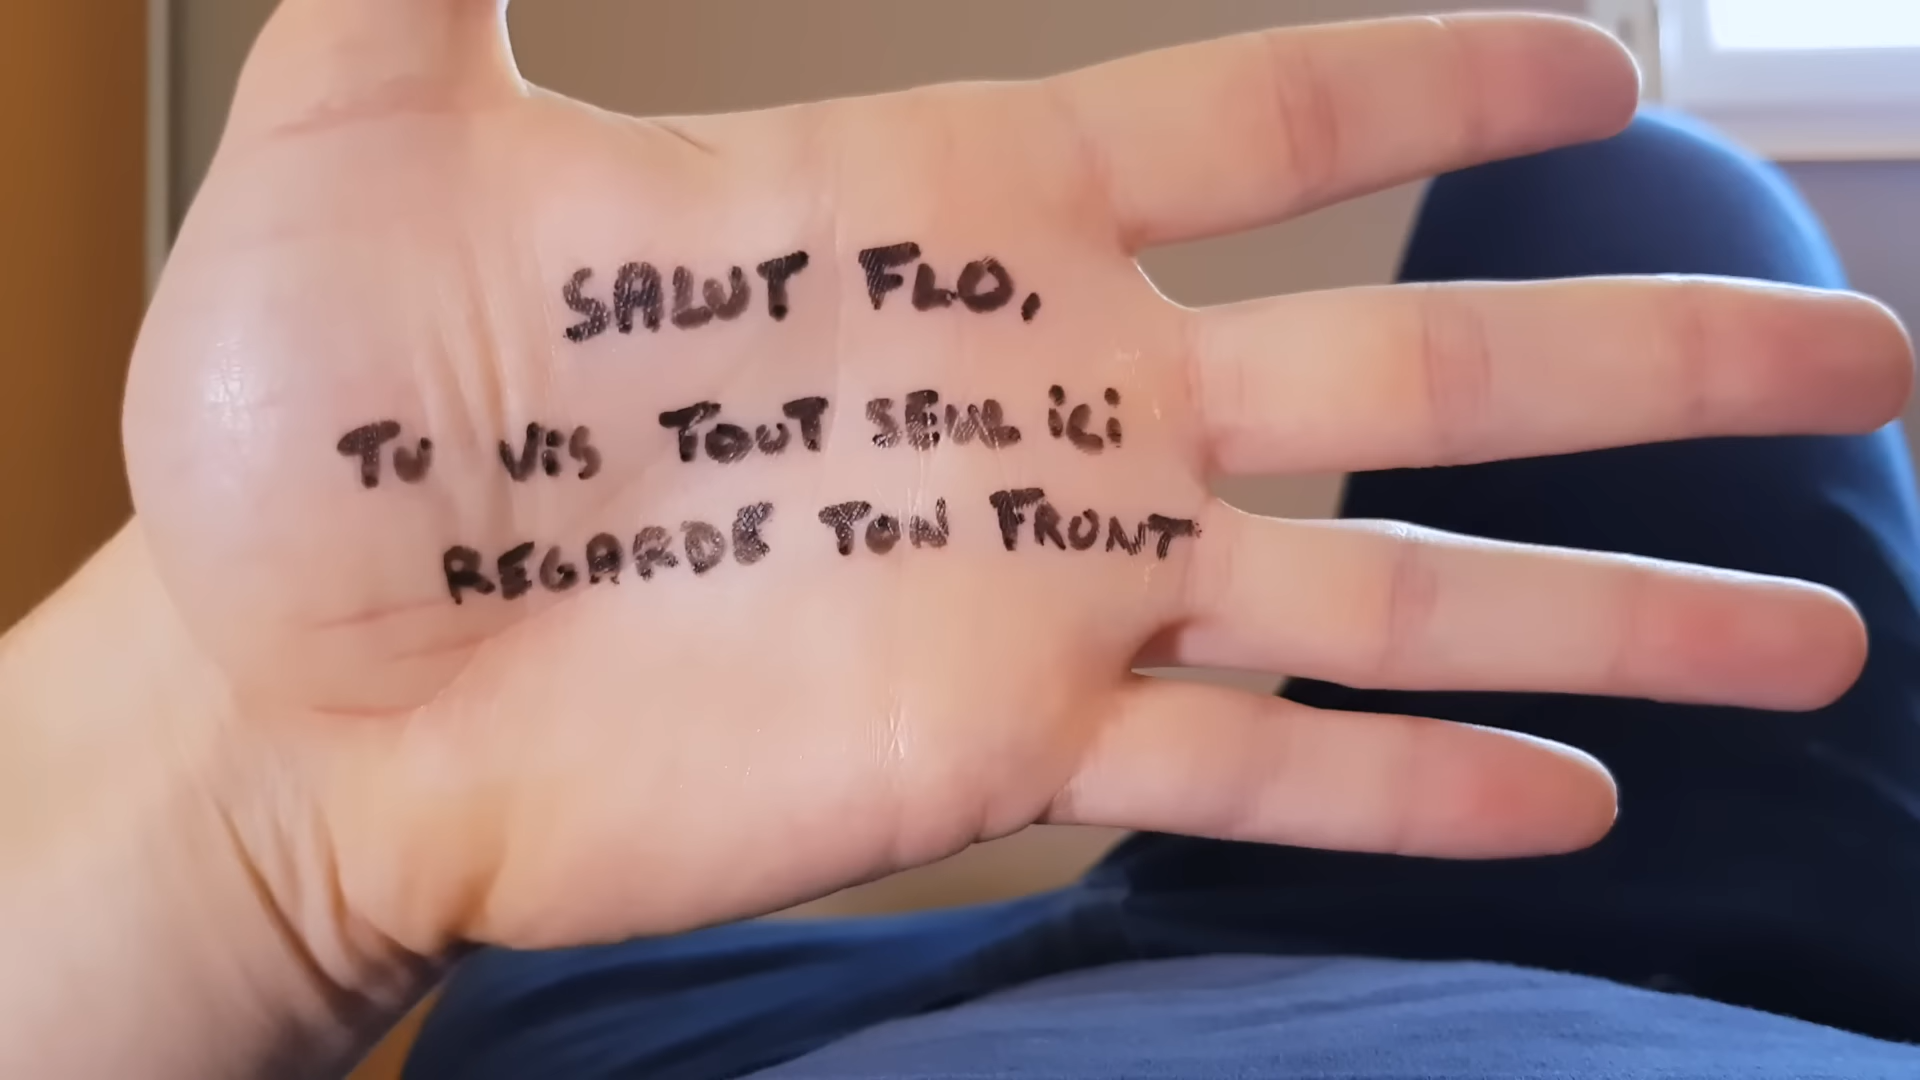 SALUT FLO,
TU ViS TOUT SEUL iCi
REGARDE TON FRONT